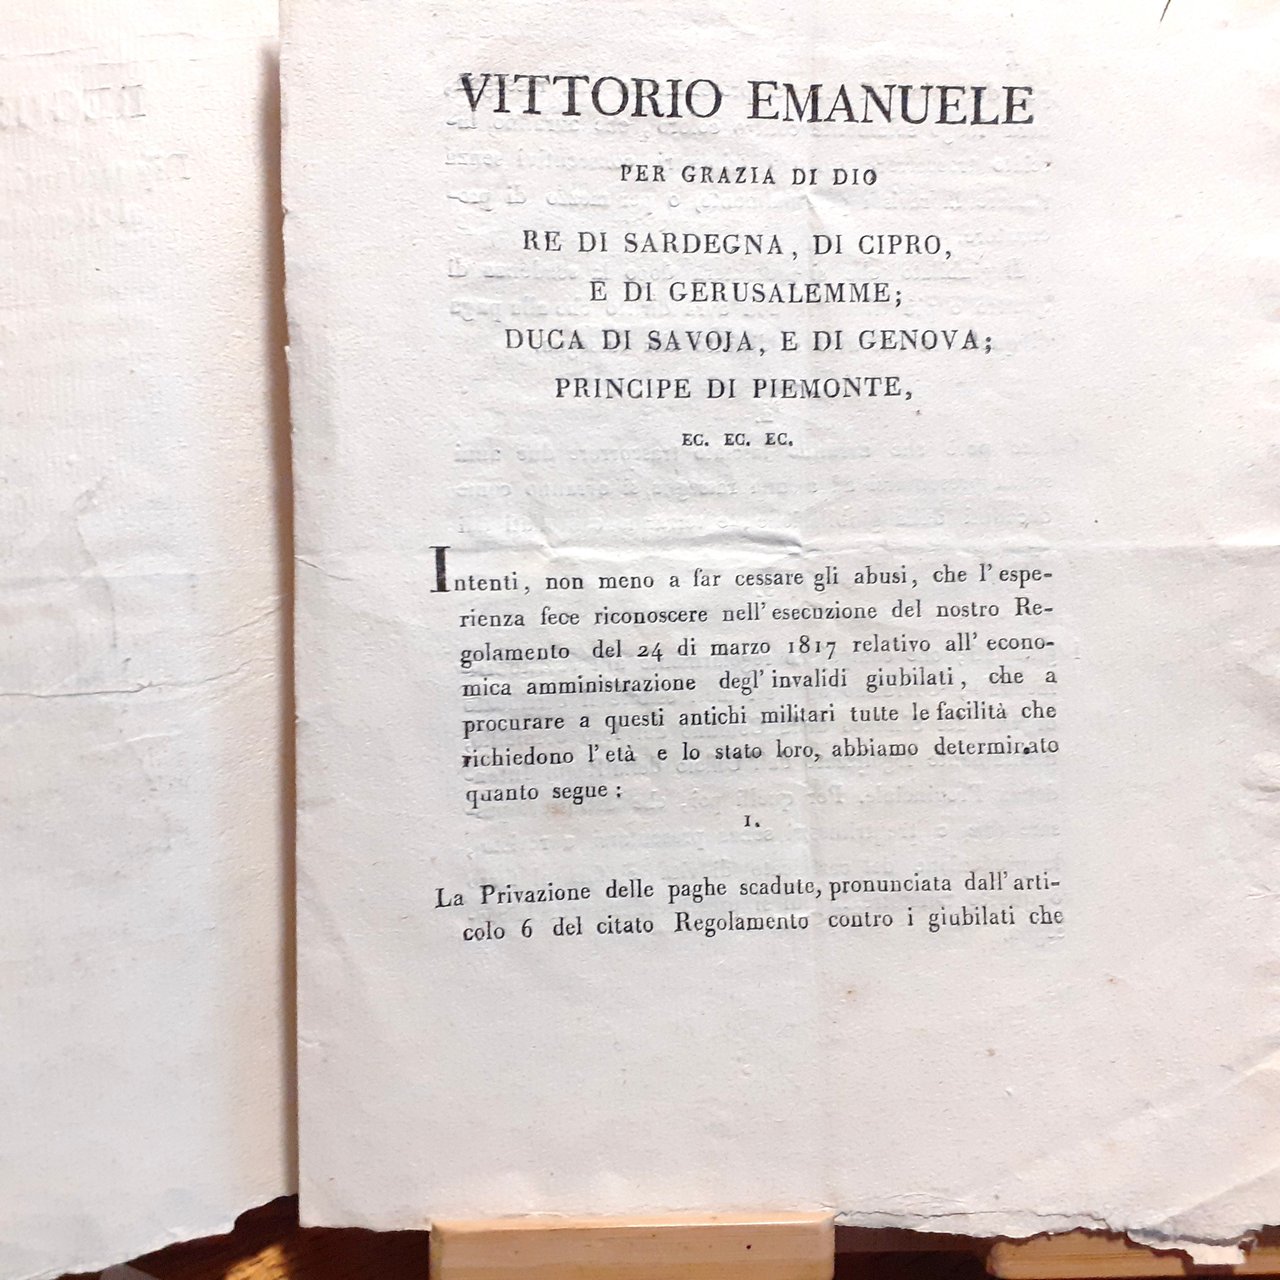 VITTORIO EMANUELE
PER GRAZIA DI DIO
RE DI SARDEGNA, DI CIPRO,
E DI GERUSALEMME;
DUCA DI SAVOJA, E DI GENOVA;
PRINCIPE DI PIEMONTE,
EC. EC. EC.
Intenti, non meno a far cessare gli abusi, che l'espe-
rienza fece riconoscere nell'esecuzione del nostro Re-
golamento del 24 di marzo 1817 relativo all'econo-
mica amministrazione degl'invalidi giubilati, che a
procurare a questi antichi militari tutte le facilità che
richiedono l'età e lo stato loro, abbiamo determinato
quanto segue:
I.
La Privazione delle paghe scadute, pronunciata dall'arti-
colo 6 del citato Regolamento contro i giubilati che